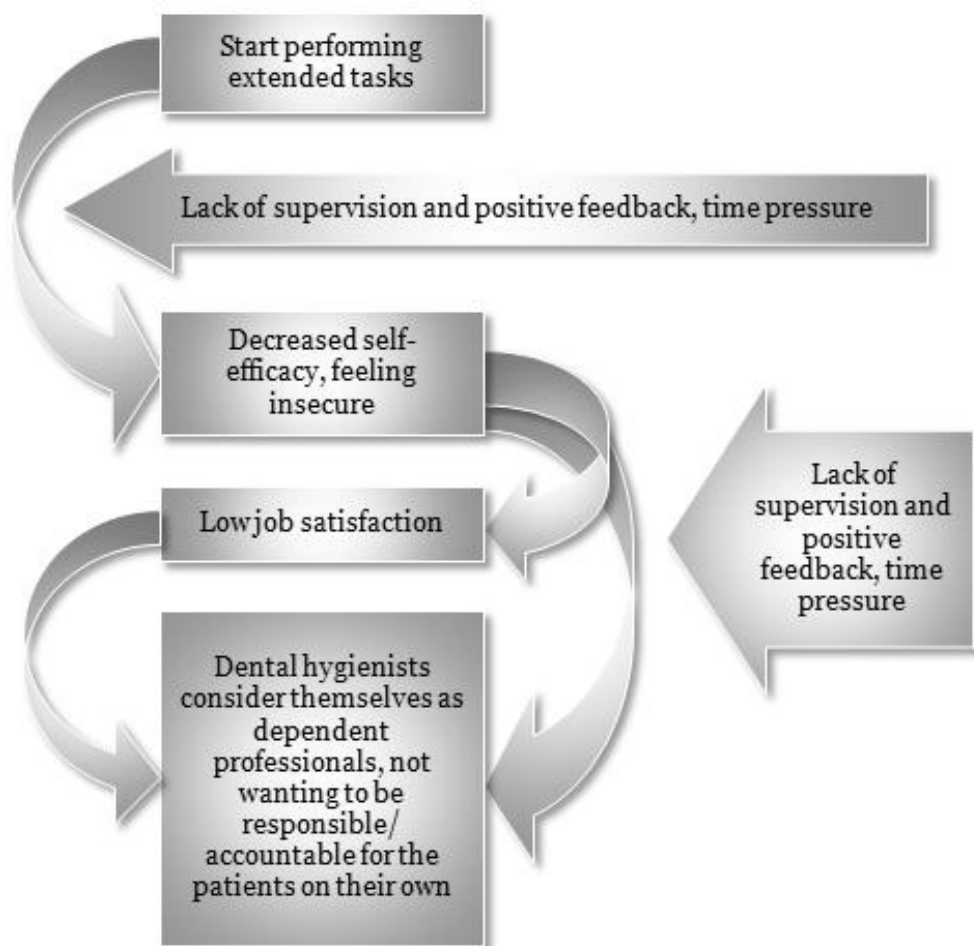 Start performing
extended tasks
Lack of supervision and positive feedback, time pressure
Decreased self-
efficacy, feeling
insecure
Low job satisfaction
Lack of
supervision and
positive
feedback, time
pressure
Dental hygienists
consider themselves as
dependent
professionals, not
wanting to be
responsible/
accountable for the
patients on their own